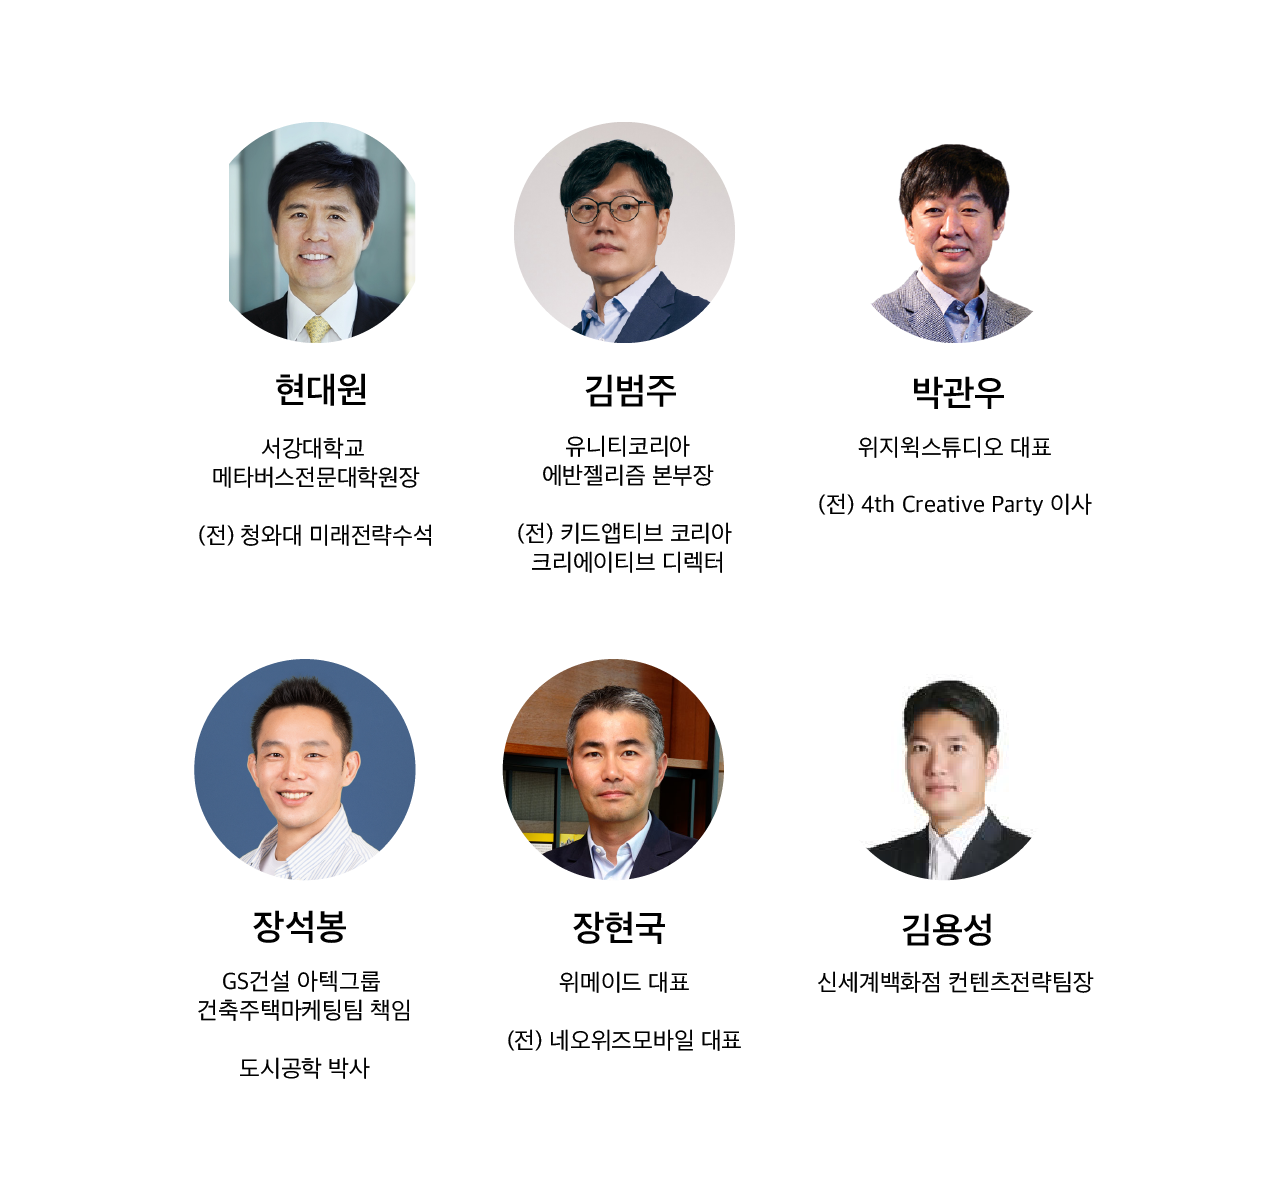 현대원
서강대학교
메타버스전문대학원장
(전) 청와대 미래전략수석
김범주
유니티코리아
에반젤리즘 본부장
(전) 키드앱티브 코리아
크리에이티브 디렉터
박관우
위지윅스튜디오 대표
(전) 4th Creative Party 이사
장석봉
GS건설 아텍그룹
건축주택마케팅팀 책임
도시공학 박사
장현국
위메이드 대표
(전) 네오위즈모바일 대표
김용성
신세계백화점 컨텐츠전략팀장